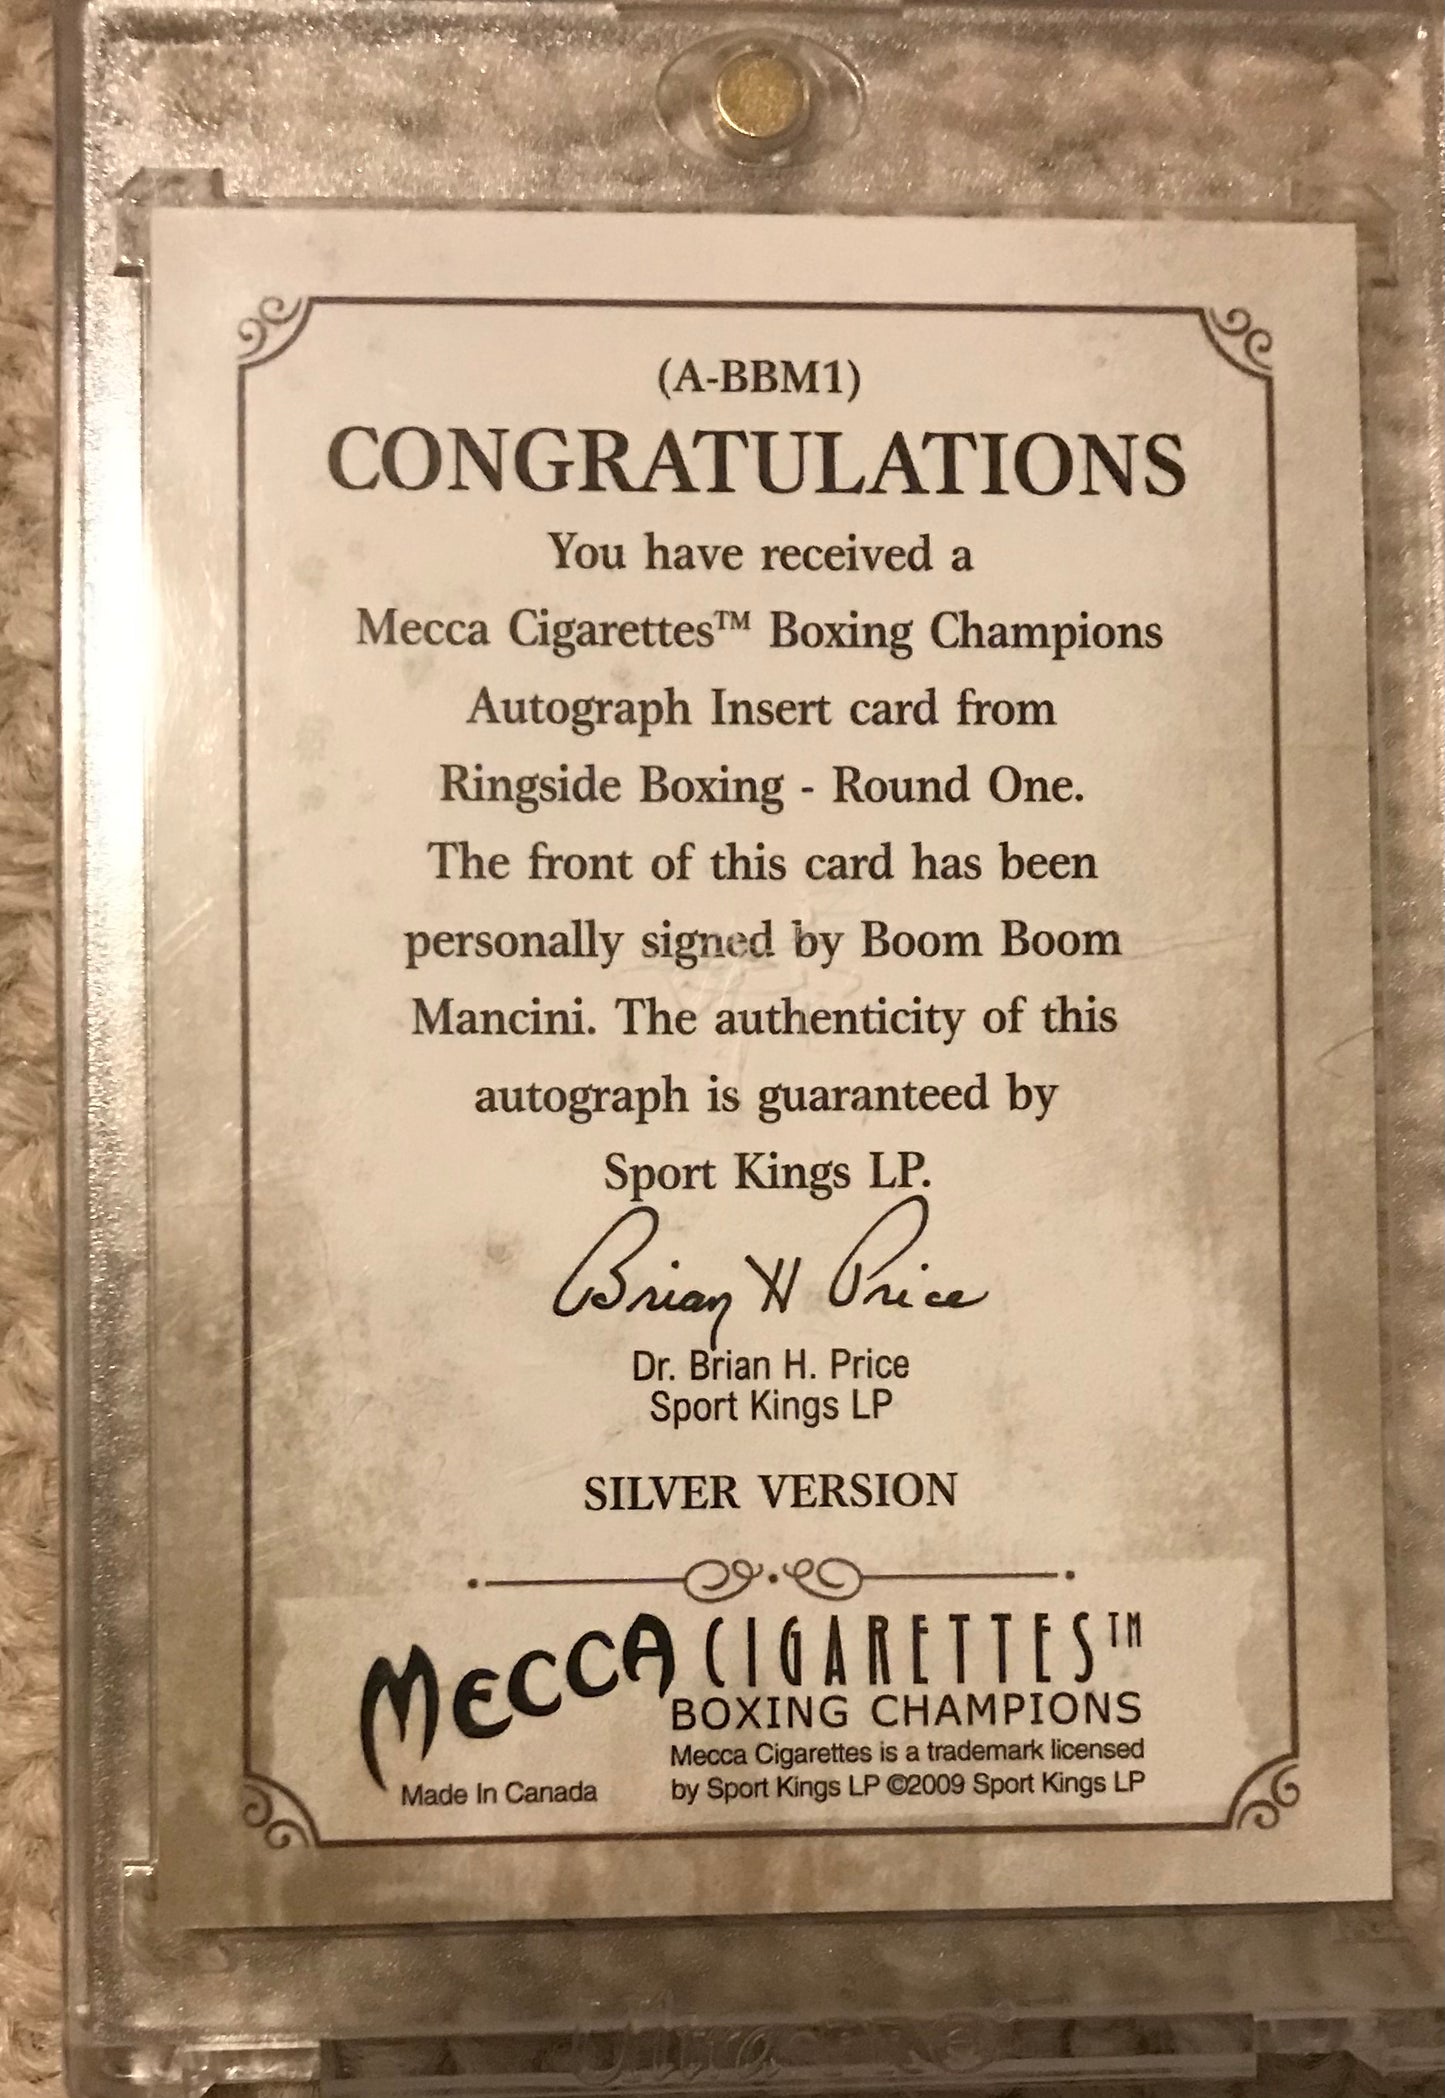 (A-BBM1)
CONGRATULATIONS
You have received a
Mecca Cigarettes™ Boxing Champions
Autograph Insert card from
Ringside Boxing - Round One.
The front of this card has been
personally signed by Boom Boom
Mancini. The authenticity of this
autograph is guaranteed by
Sport Kings LP.
Brian H Price
Dr. Brian H. Price
Sport Kings LP
SILVER VERSION
MECCA CIGARETTES™
BOXING CHAMPIONS
Mecca Cigarettes is a trademark licensed
by Sport Kings LP ©2009 Sport Kings LP
Made In Canada